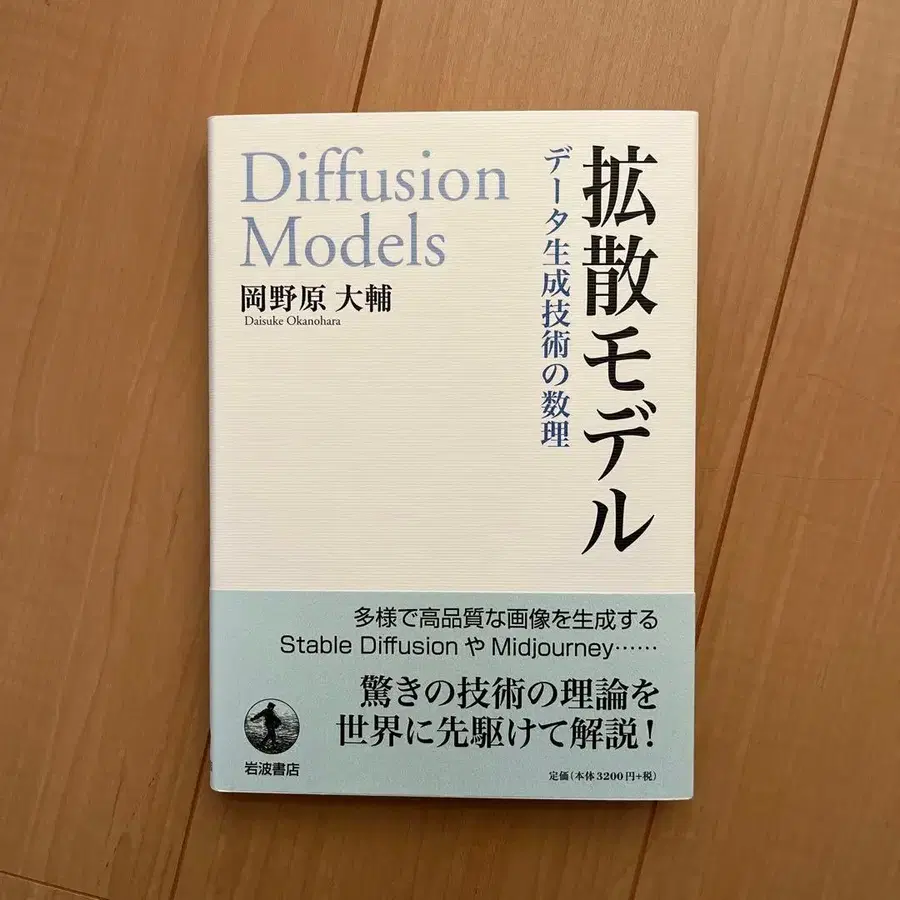 拡散モデル
データ生成技術の数理
Diffusion
Models
岡野原 大輔
Daisuke Okanohara
多様で高品質な画像を生成する
Stable Diffusion や Midjourney……
驚きの技術の理論を
世界に先駆けて解説!
岩波書店
定価(本体3200円+税)